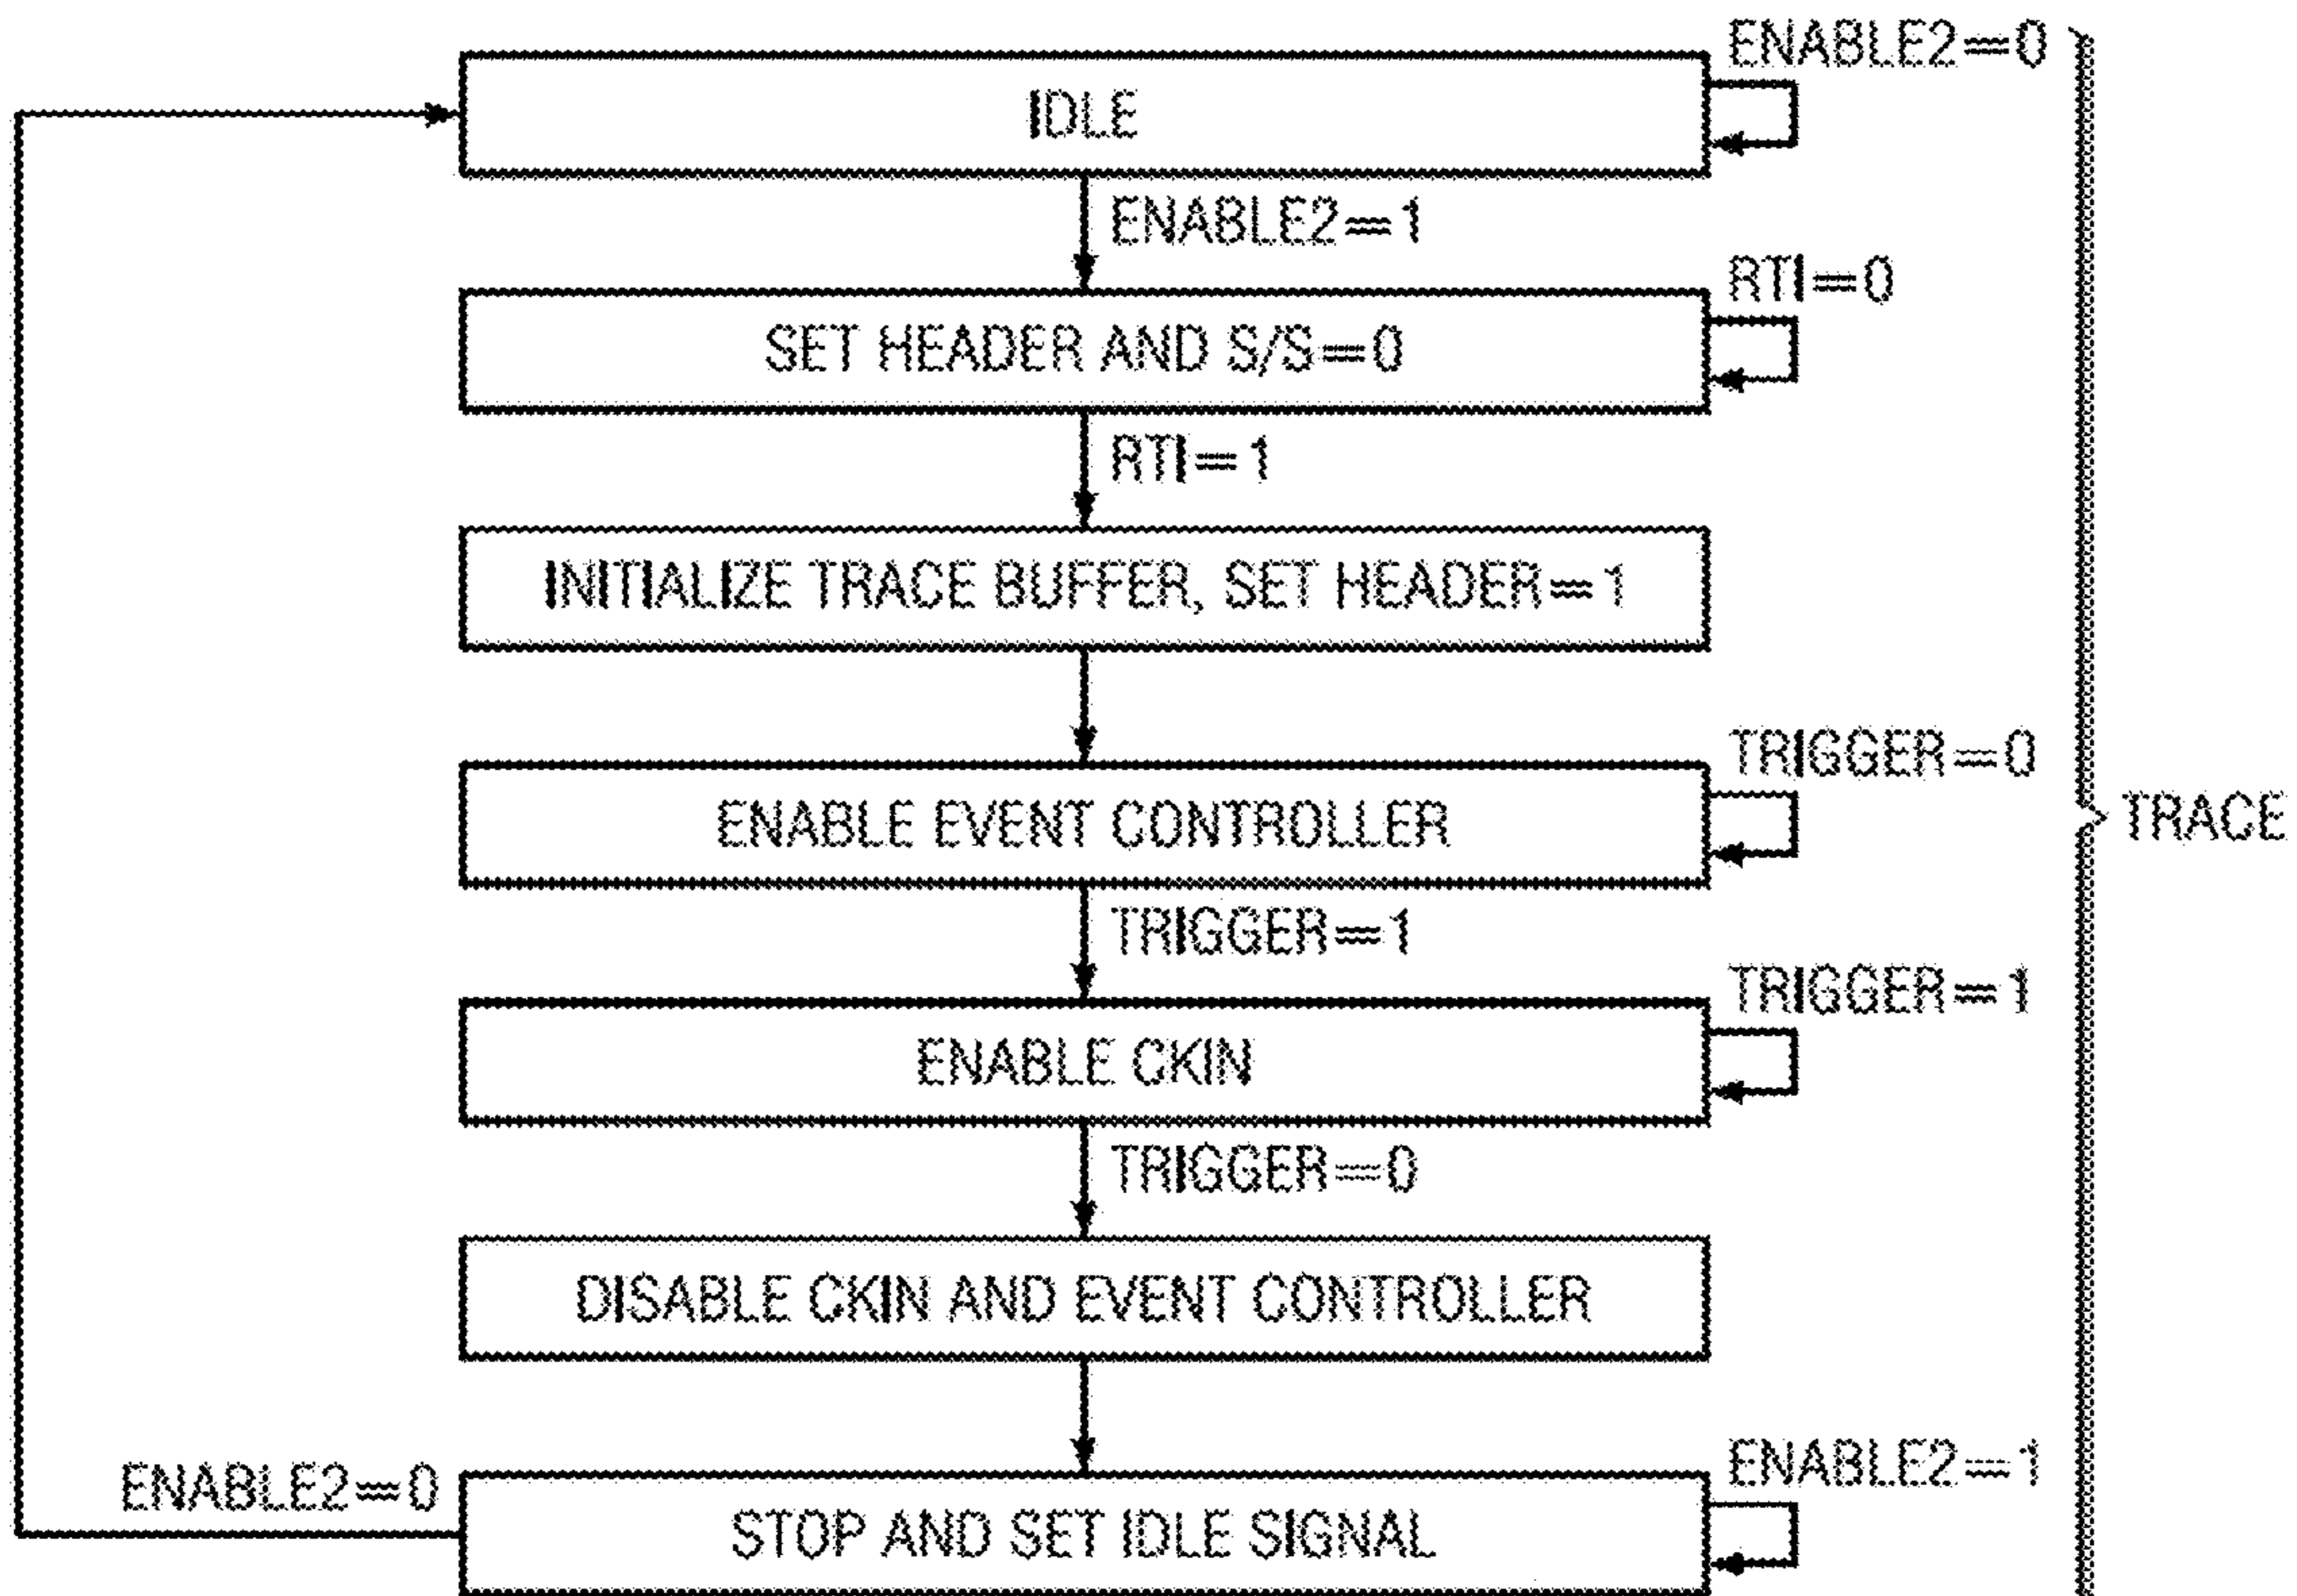 ENABLE2=0
IDLE
ENABLE2=1
RTI=0
SET HEADER AND S/S=0
RTI=1
INITIALIZE TRACE BUFFER, SET HEADER=1
TRIGGER=0
ENABLE EVENT CONTROLLER
TRACE
TRIGGER=1
TRIGGER=1
ENABLE CKIN
TRIGGER=0
DISABLE CKIN AND EVENT CONTROLLER
ENABLE2=1
ENABLE2=0
STOP AND SET IDLE SIGNAL